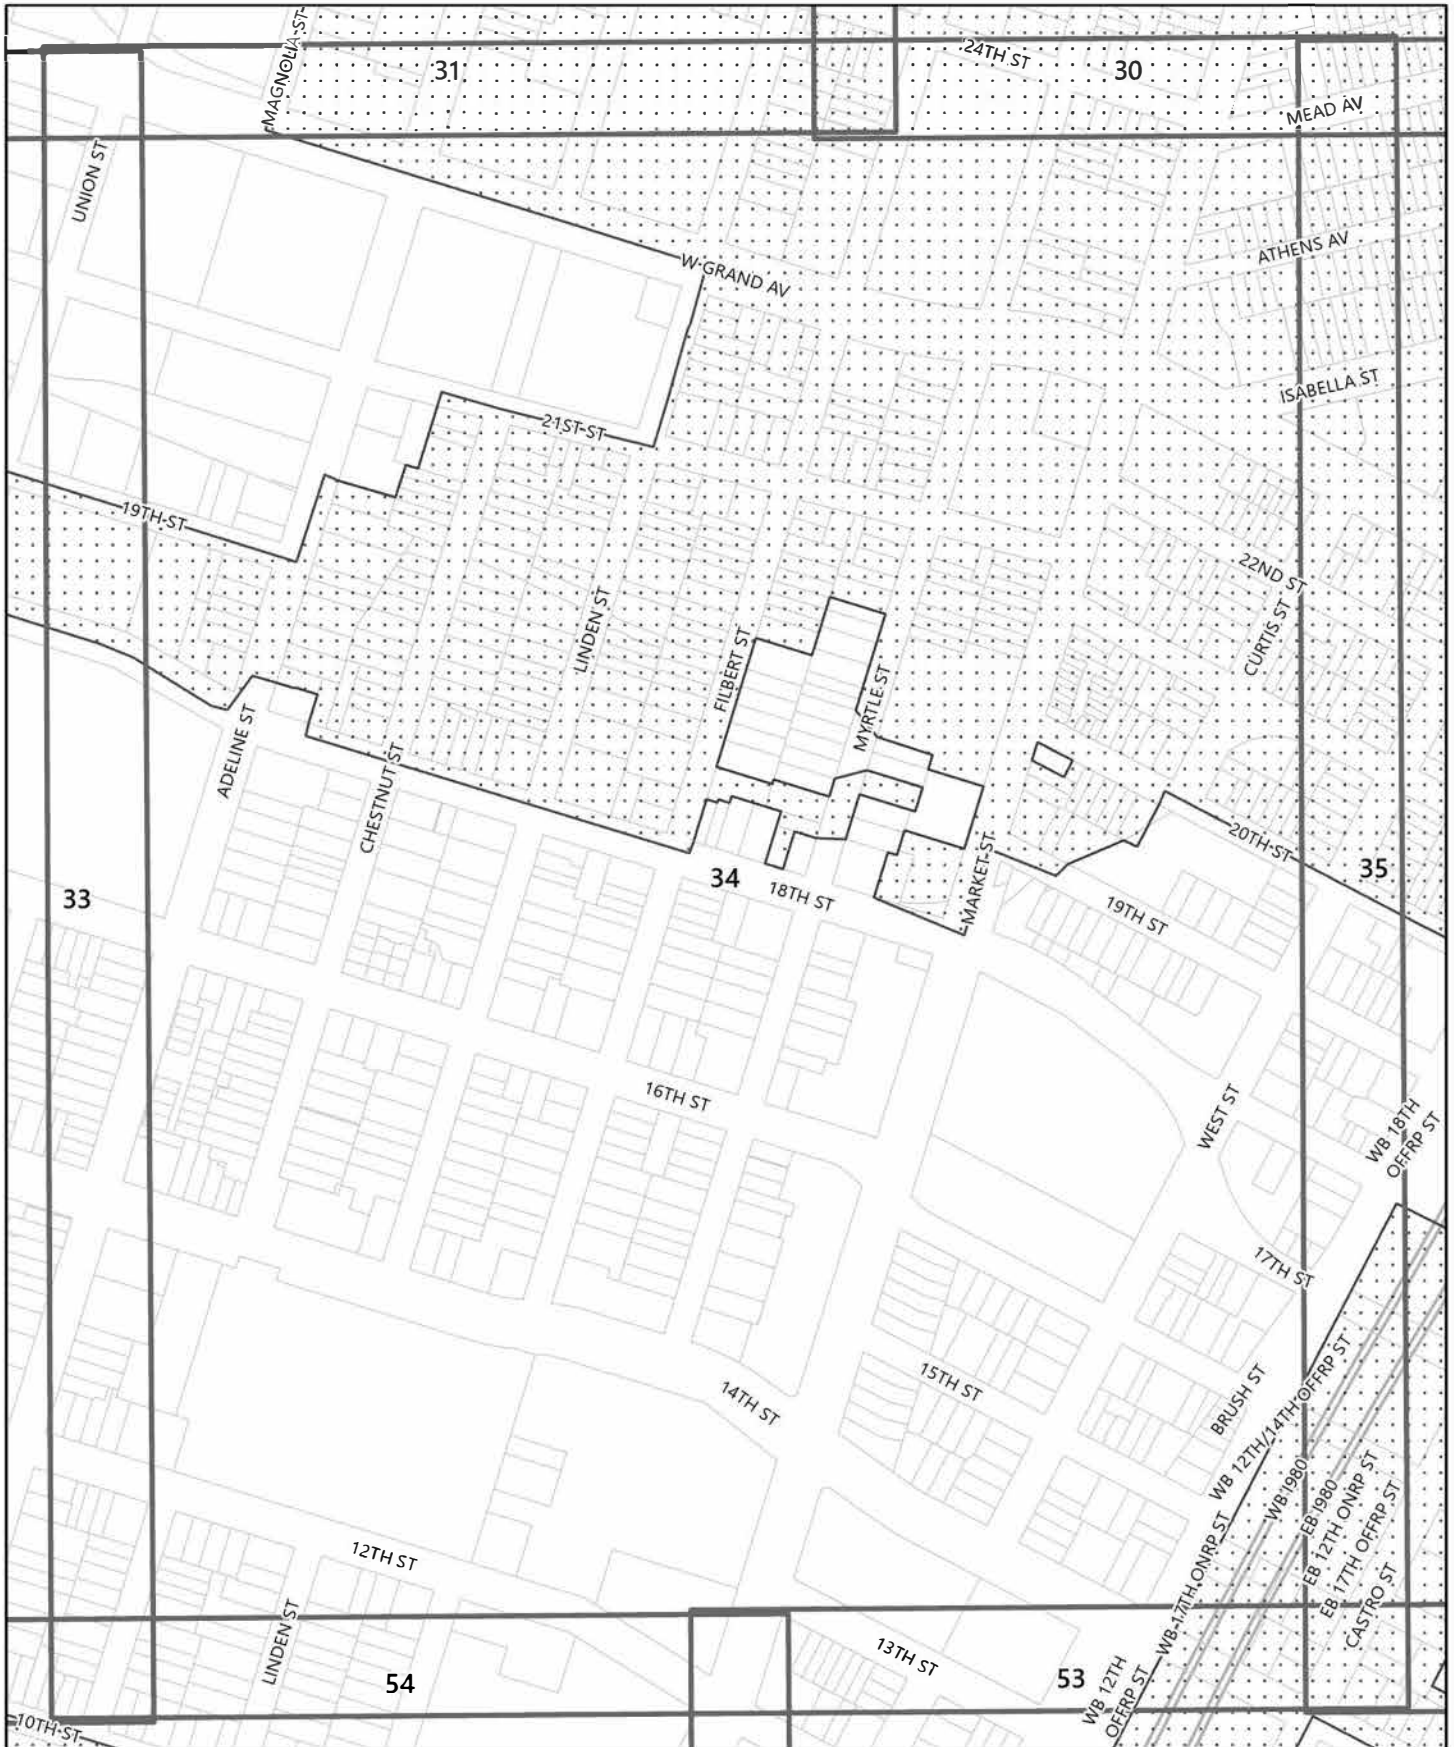 MAGNOLIA ST
31
24TH ST
30
MEAD AV
UNION ST
W GRAND AV
ATHENS AV
ISABELLA ST
21ST ST
19TH ST
22ND ST
LINDEN ST
CURTIS ST
FILBERT ST
MYRTLE ST
ADELINE ST
CHESTNUT ST
20TH ST
MARKET ST
34
35
33
18TH ST
19TH ST
16TH ST
WEST ST
WB 18TH
OFFRP ST
17TH ST
15TH ST
14TH ST
BRUSH ST
WB 12TH/14TH OFFRP ST
WB I980
EB I980
EB 12TH ONRP ST
EB 17TH OFFRP ST
CASTRO ST
WB 17TH ONRP ST
12TH ST
LINDEN ST
13TH ST
54
53
WB 12TH
OFFRP ST
10TH ST